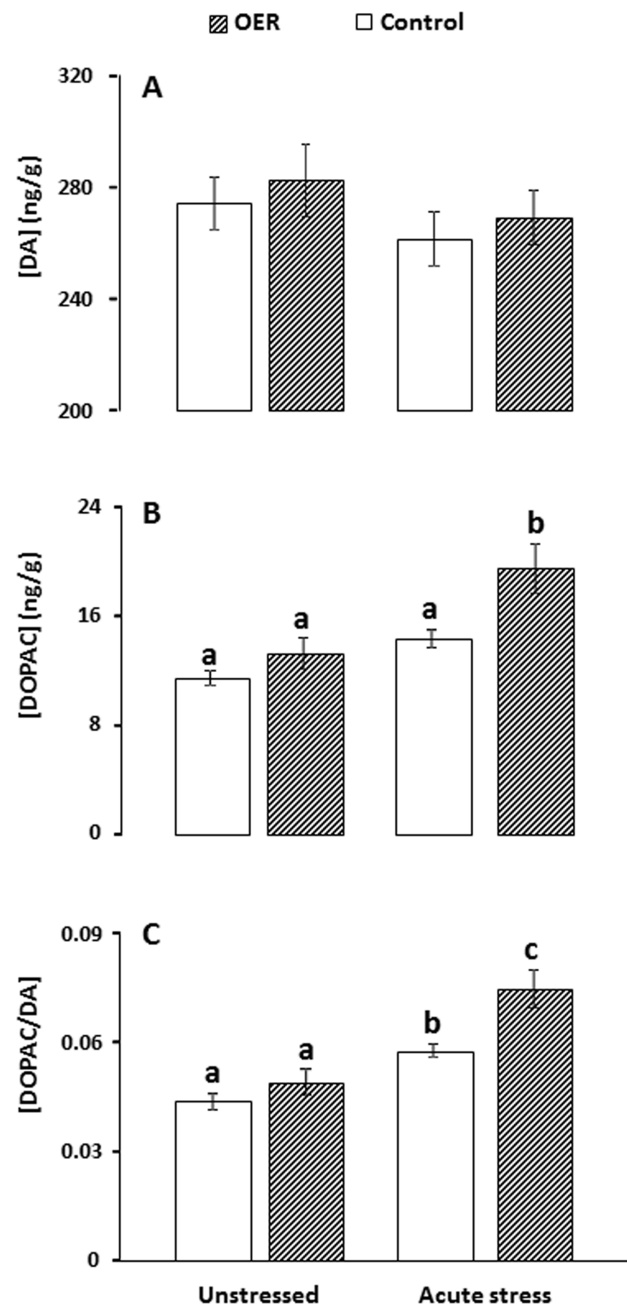 OER Control
A
[DA] (ng/g)
320
280
240
200
B
[DOPAC] (ng/g)
24
16
8
0
a
a
a
b
C
[DOPAC/DA]
0.09
0.06
0.03
0
a
a
b
c
Unstressed Acute stress